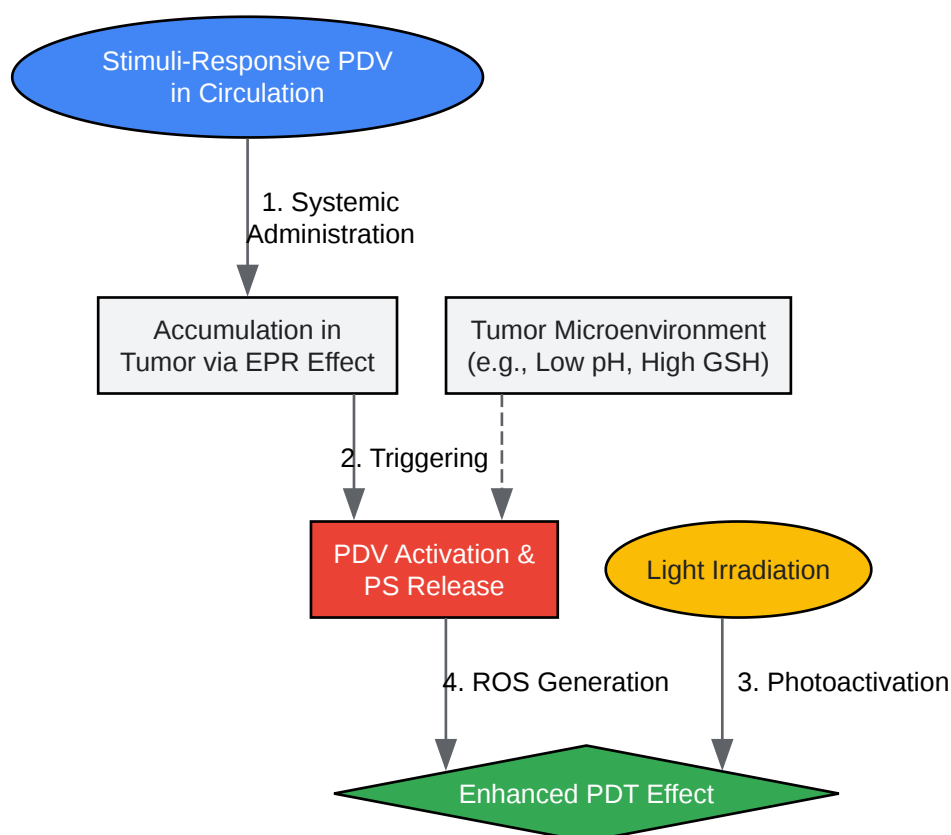 Stimuli-Responsive PDV
in Circulation
1. Systemic
Administration
Accumulation in
Tumor via EPR Effect
Tumor Microenvironment
(e.g., Low pH, High GSH)
2. Triggering
PDV Activation &
PS Release
Light Irradiation
4. ROS Generation
3. Photoactivation
Enhanced PDT Effect